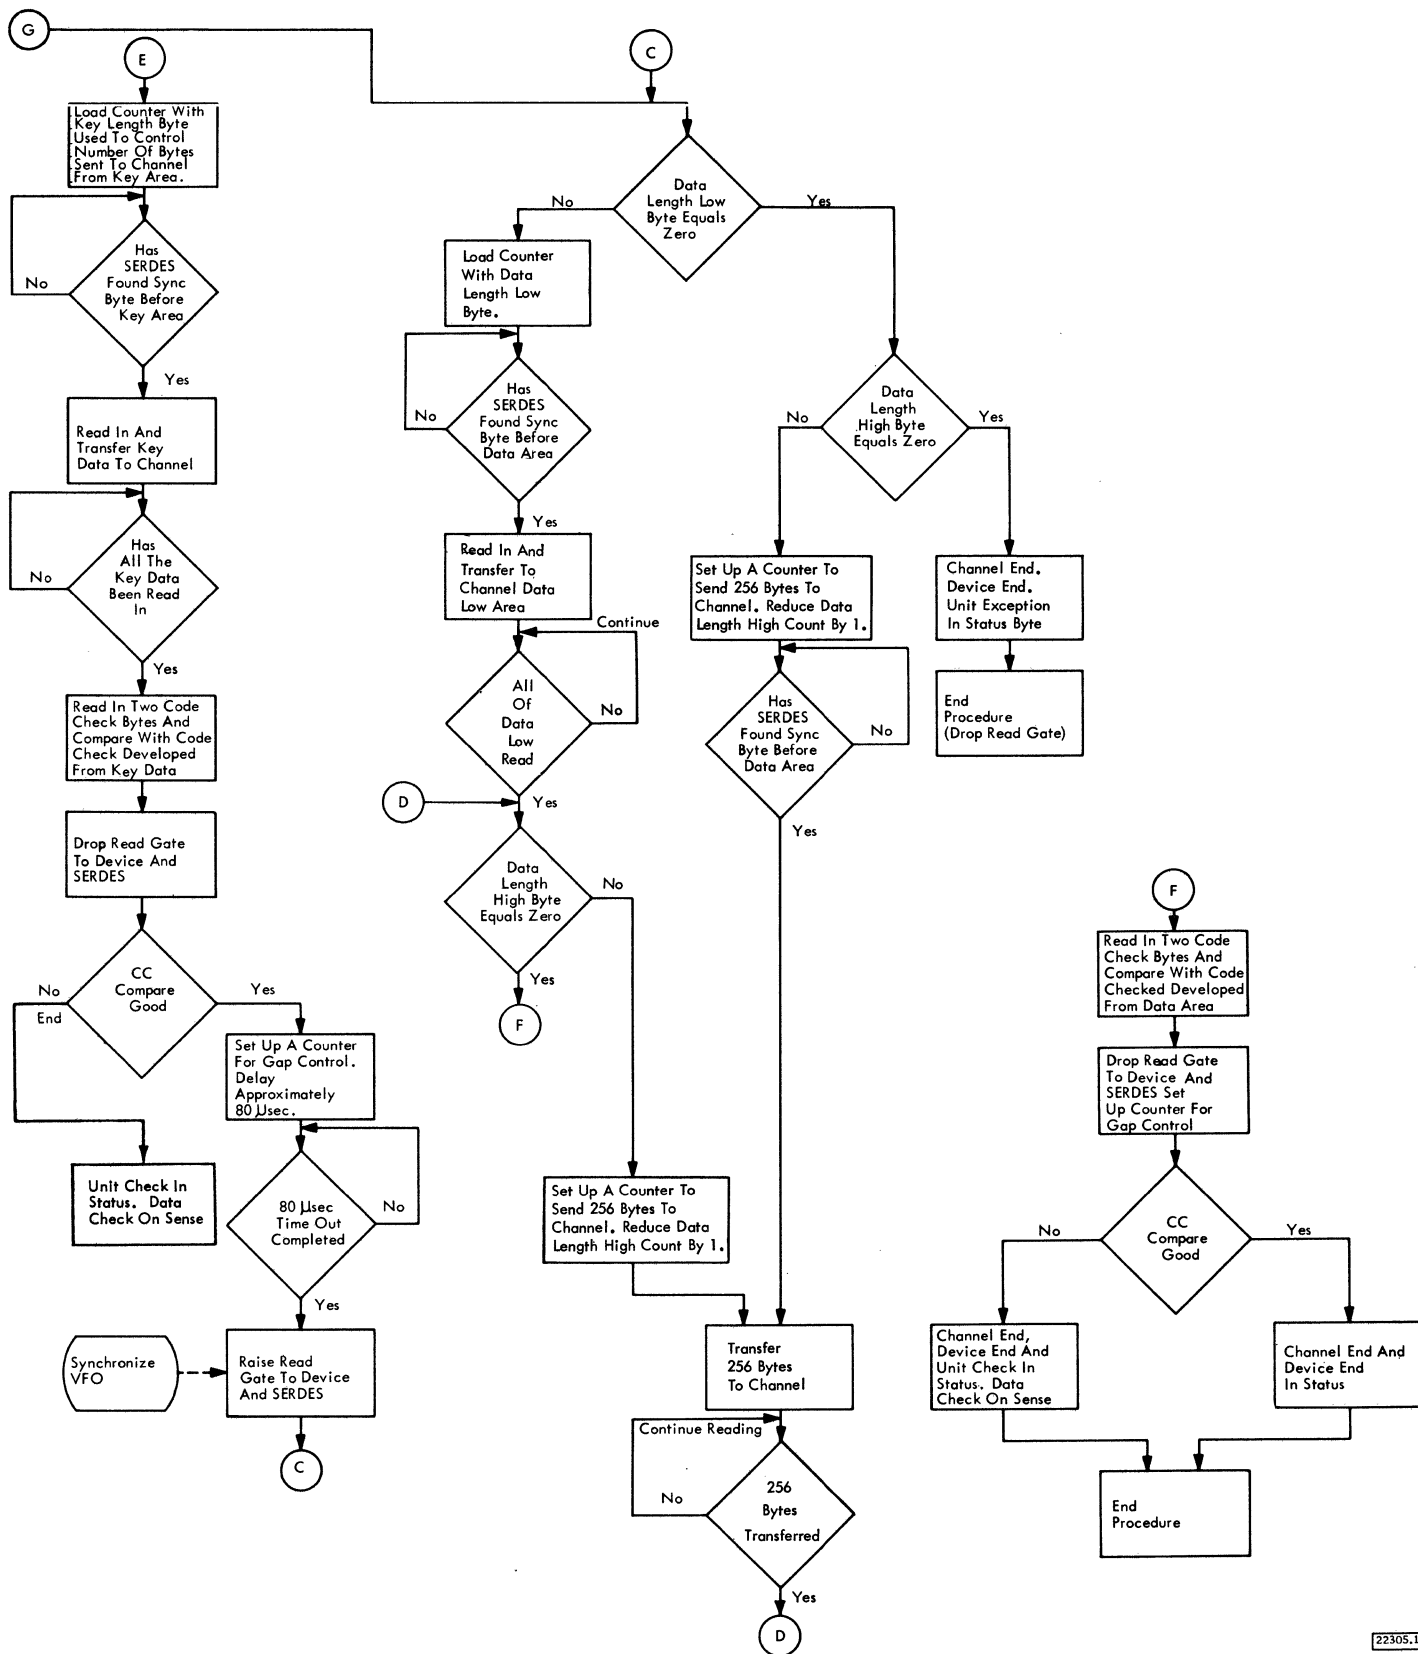 G
E
Load Counter With
Key Length Byte
Used To Control
Number Of Bytes
Sent To Channel
From Key Area.
Has
SERDES
Found Sync
Byte Before
Key Area
No
Yes
Read In And
Transfer Key
Data To Channel
Has
All The
Key Data
Been Read
In
No
Yes
Read In Two Code
Check Bytes And
Compare With Code
Check Developed
From Key Data
Drop Read Gate
To Device And
SERDES
CC
Compare
Good
No
End
Yes
Unit Check In
Status. Data
Check On Sense
Set Up A Counter
For Gap Control.
Delay
Approximately
80 µsec.
80 µsec
Time Out
Completed
No
Yes
Synchronize
VFO
Raise Read
Gate To Device
And SERDES
C
C
Data
Length Low
Byte Equals
Zero
No
Yes
Load Counter
With Data
Length Low
Byte.
Has
SERDES
Found Sync
Byte Before
Data Area
No
Yes
Read In And
Transfer To
Channel Data
Low Area
Continue
All
Of
Data
Low
Read
No
D
Yes
Data
Length
High Byte
Equals Zero
No
Yes
F
Set Up A Counter To
Send 256 Bytes To
Channel. Reduce Data
Length High Count By 1.
Data
Length
High Byte
Equals Zero
No
Yes
Set Up A Counter To
Send 256 Bytes To
Channel. Reduce Data
Length High Count By 1.
Channel End.
Device End.
Unit Exception
In Status Byte
End
Procedure
(Drop Read Gate)
Has
SERDES
Found Sync
Byte Before
Data Area
No
Yes
Transfer
256 Bytes
To Channel
Continue Reading
256
Bytes
Transferred
No
Yes
D
F
Read In Two Code
Check Bytes And
Compare With Code
Checked Developed
From Data Area
Drop Read Gate
To Device And
SERDES Set
Up Counter For
Gap Control
CC
Compare
Good
No
Yes
Channel End,
Device End And
Unit Check In
Status. Data
Check On Sense
Channel End And
Device End
In Status
End
Procedure
22305.1